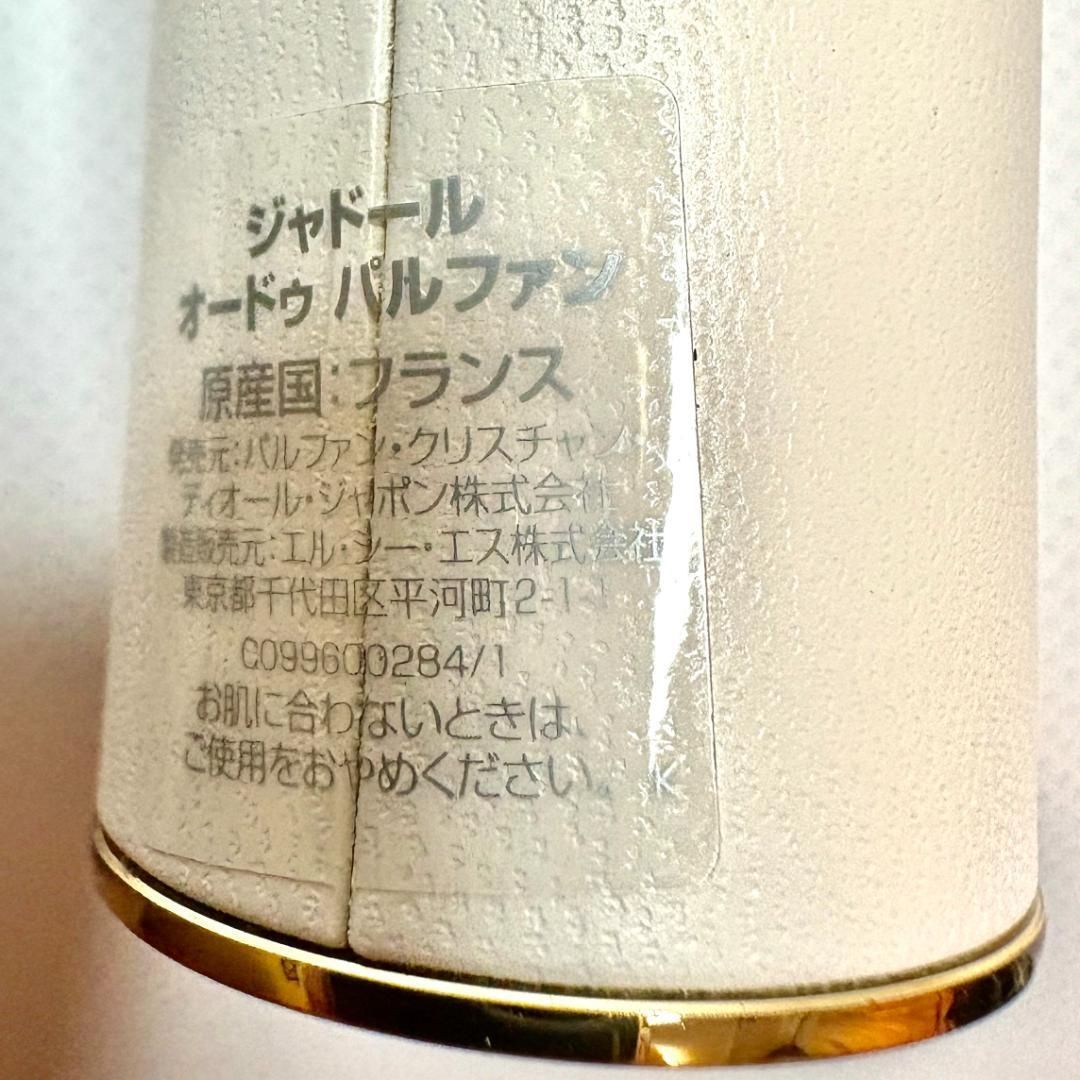 ジャドール
オードゥ パルファン
原産国：フランス
発売元：パルファン・クリスチャン・
ディオール・ジャポン株式会社
製造販売元：エル・シー・エス株式会社
東京都千代田区平河町2-1-1
C099600284/1
お肌に合わないときは、
ご使用をおやめください。 K